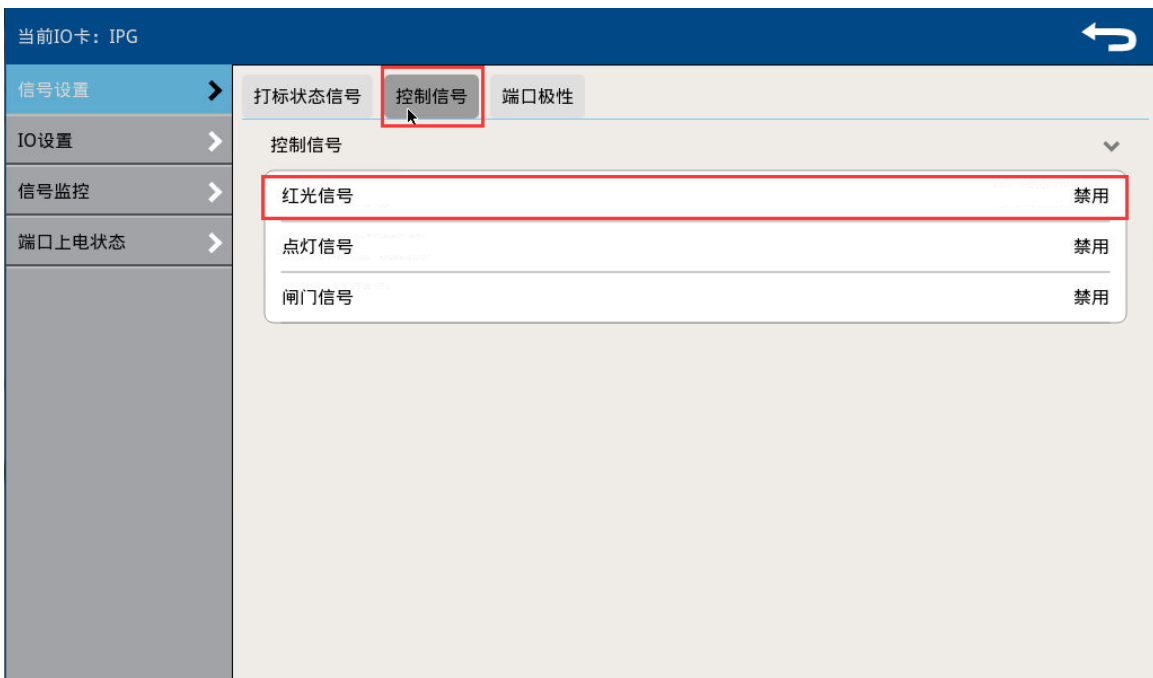 当前IO卡：IPG
信号设置
IO设置
信号监控
端口上电状态
打标状态信号 控制信号 端口极性
控制信号
红光信号 禁用
点灯信号 禁用
闸门信号 禁用